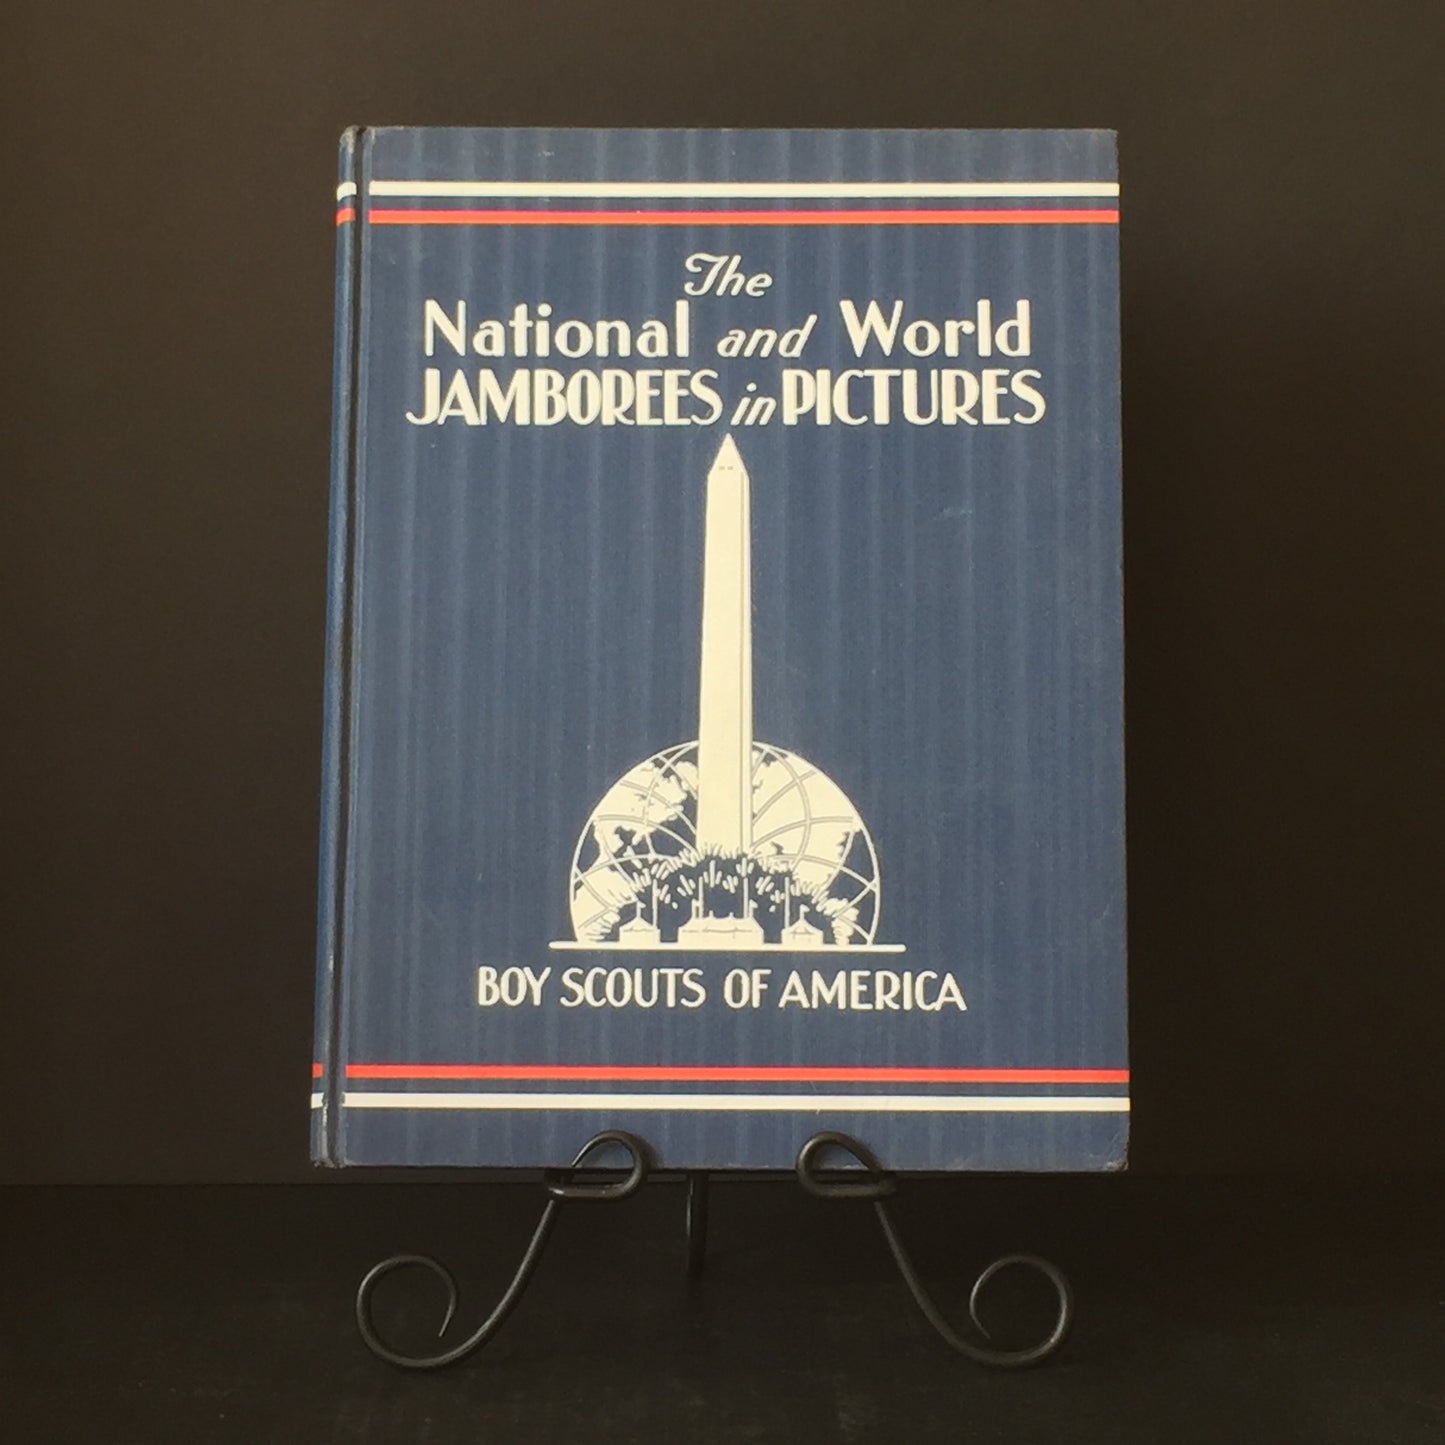 The
National and World
JAMBOREES in PICTURES
BOY SCOUTS OF AMERICA